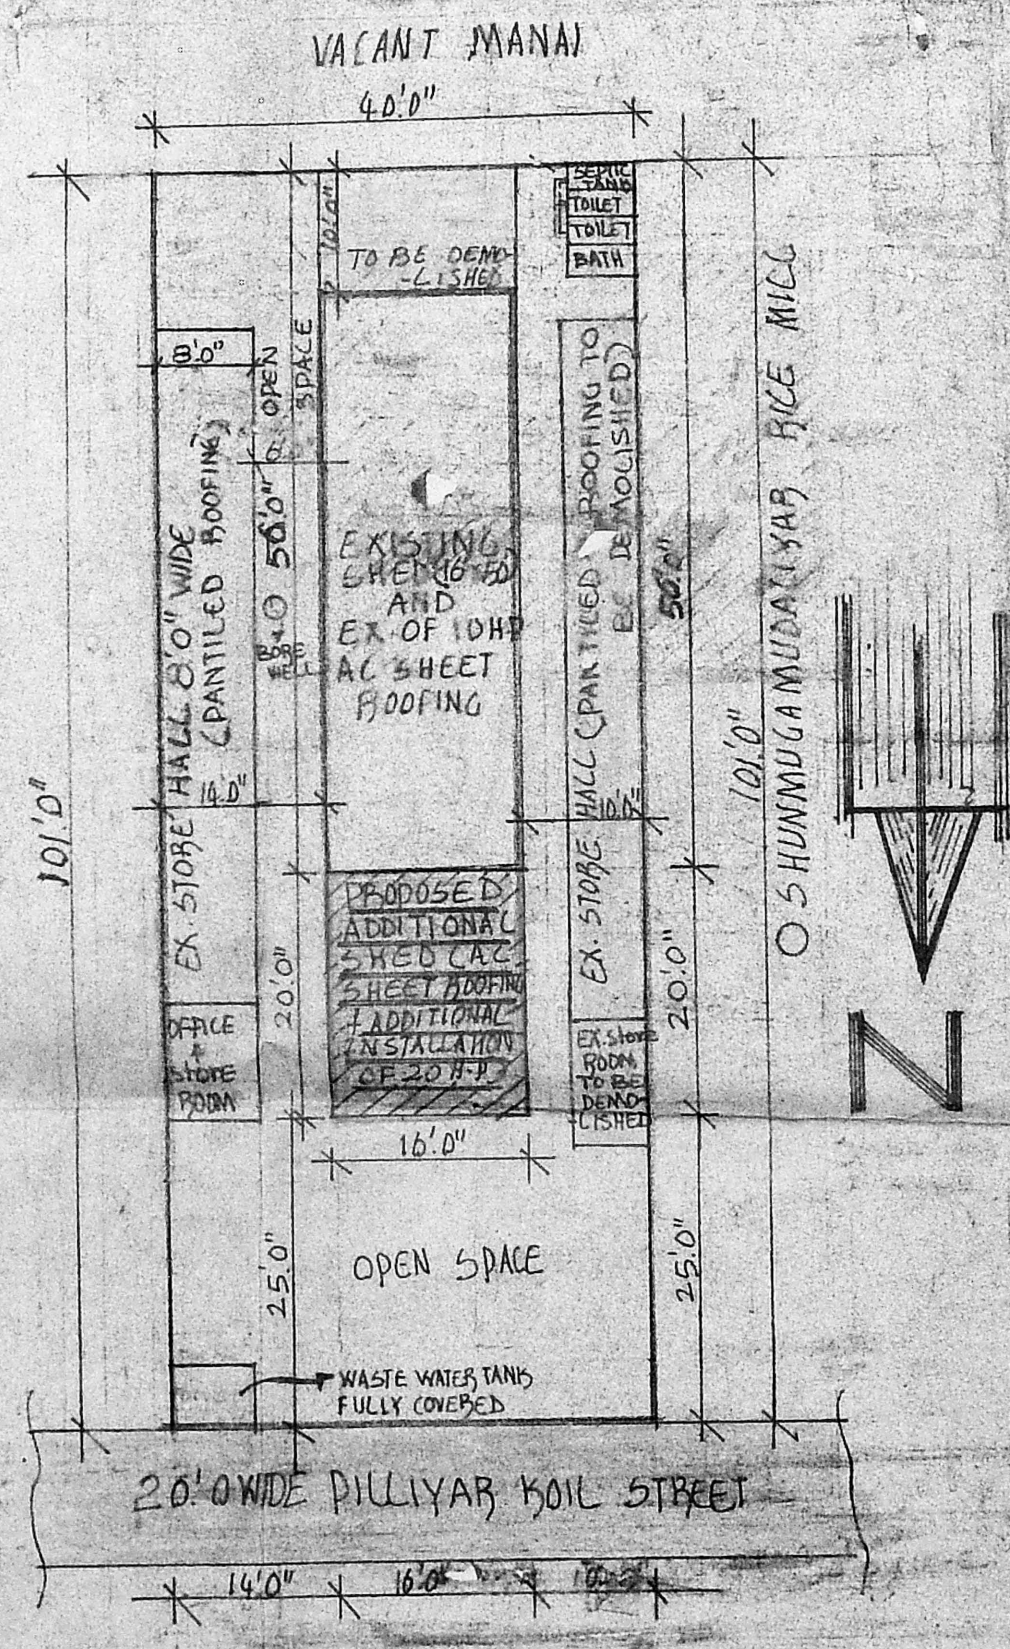 VACANT MANAI
40'.0"
SEPTIC
TANK
TOILET
TOILET
BATH
10'.0"
TO BE DEMO-
-LISHED
8'.0"
OPEN
SPACE
EX. STORE HALL 8'.0" WIDE
(PANTILED ROOFING)
56'.0"
BORE
WELL
EXISTING
SHED (16 50
AND
EX. OF 10HP
AC SHEET
ROOFING
EX. STORE HALL (PANTILED ROOFING TO
BE DEMOLISHED)
O SHUNMUGAMUDALIYAR RICE MILL
101'.0"
101'.0"
14.0"
10'.0"
PROPOSED
ADDITIONAL
SHED (A.C.
SHEET ROOFING
+ ADDITIONAL
INSTALLATION
OF 20 H.P
20'.0"
20'.0"
OFFICE
&
STORE
ROOM
EX. STORE
ROOM
TO BE
DEMO-
-LISHED
N
16'.0"
25'.0"
OPEN SPACE
25'.0"
WASTE WATER TANK
FULLY COVERED
20'.0 WIDE PILLIYAR KOIL STREET
14'.0"
16'.0"